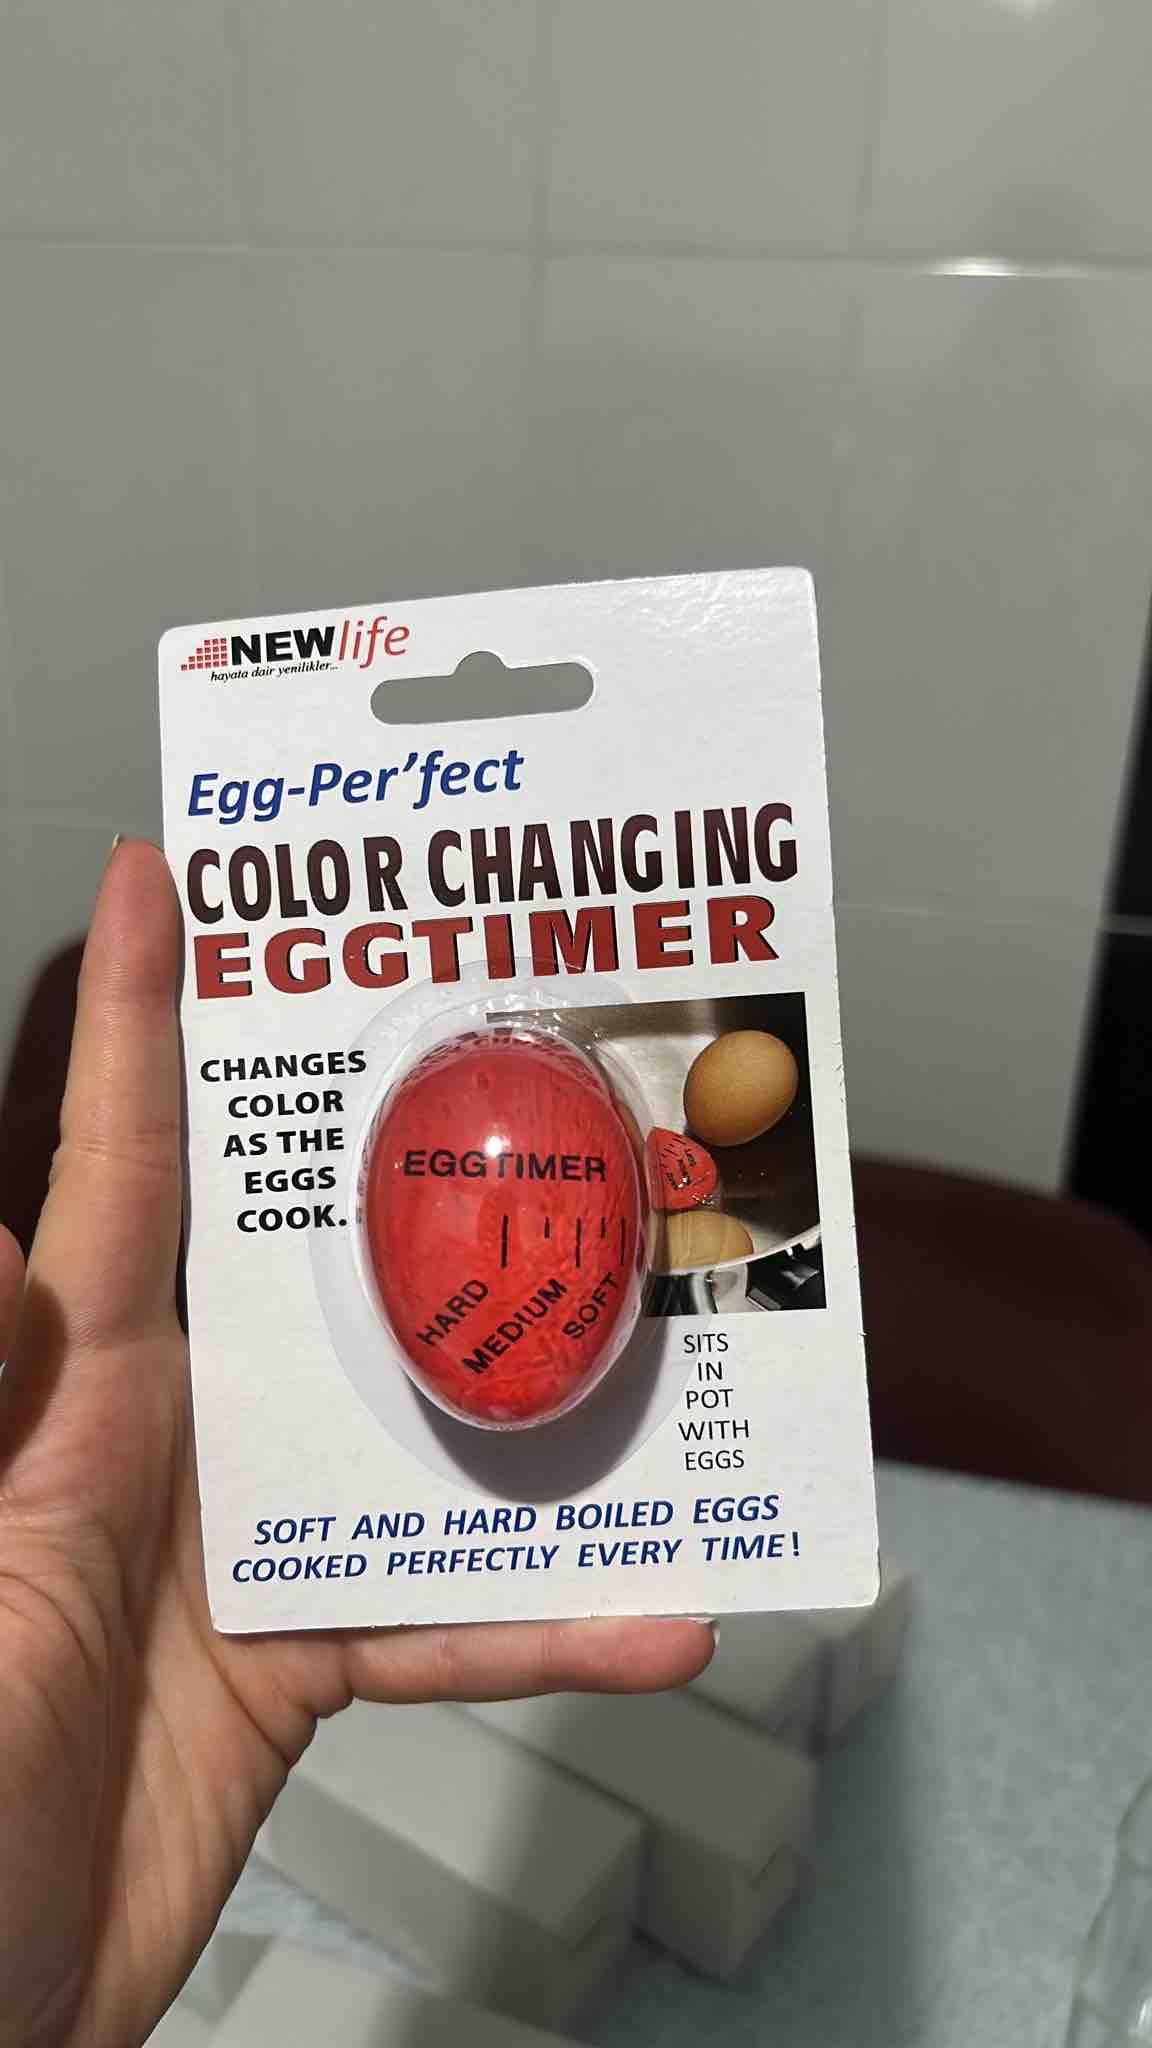 NEWlife
hayata dair yenilikler...
Egg-Per'fect
COLOR CHANGING
EGGTIMER
CHANGES
COLOR
AS THE
EGGS
COOK.
EGGTIMER
HARD
MEDIUM
SOFT
SITS
IN
POT
WITH
EGGS
SOFT AND HARD BOILED EGGS
COOKED PERFECTLY EVERY TIME!